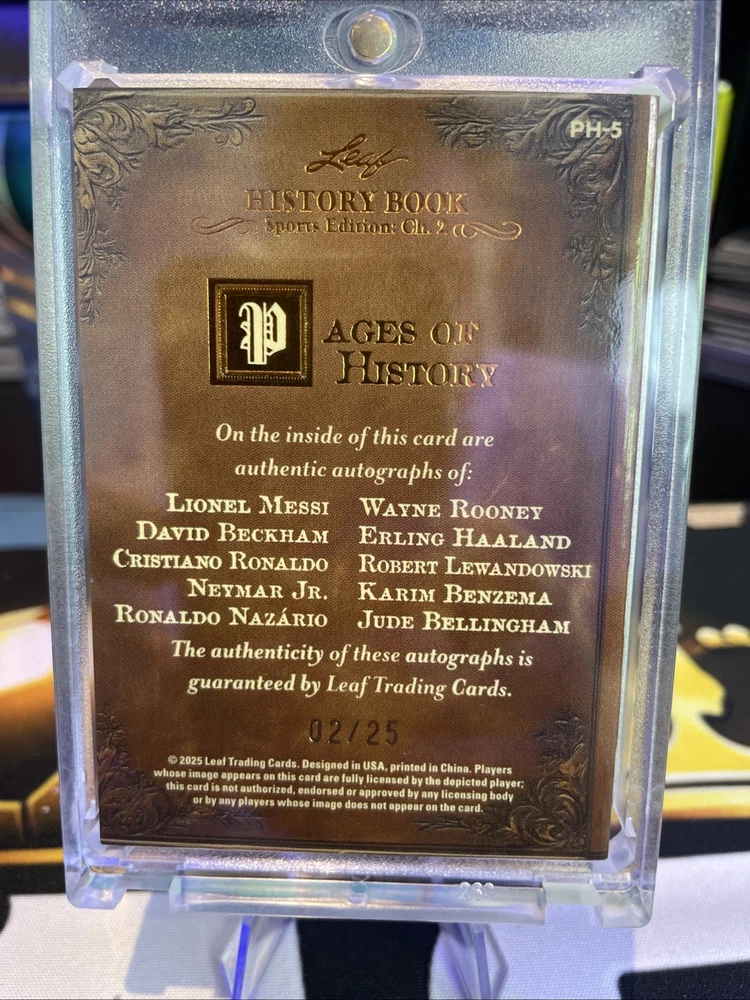 PH-5
Leaf
HISTORY BOOK
Sports Edition: Ch. 2
PAGES OF
HISTORY
On the inside of this card are
authentic autographs of:
LIONEL MESSI WAYNE ROONEY
DAVID BECKHAM ERLING HAALAND
CRISTIANO RONALDO ROBERT LEWANDOWSKI
NEYMAR JR. KARIM BENZEMA
RONALDO NAZÁRIO JUDE BELLINGHAM
The authenticity of these autographs is
guaranteed by Leaf Trading Cards.
02/25
© 2025 Leaf Trading Cards. Designed in USA, printed in China. Players
whose image appears on this card are fully licensed by the depicted player;
this card is not authorized, endorsed or approved by any licensing body
or by any players whose image does not appear on the card.